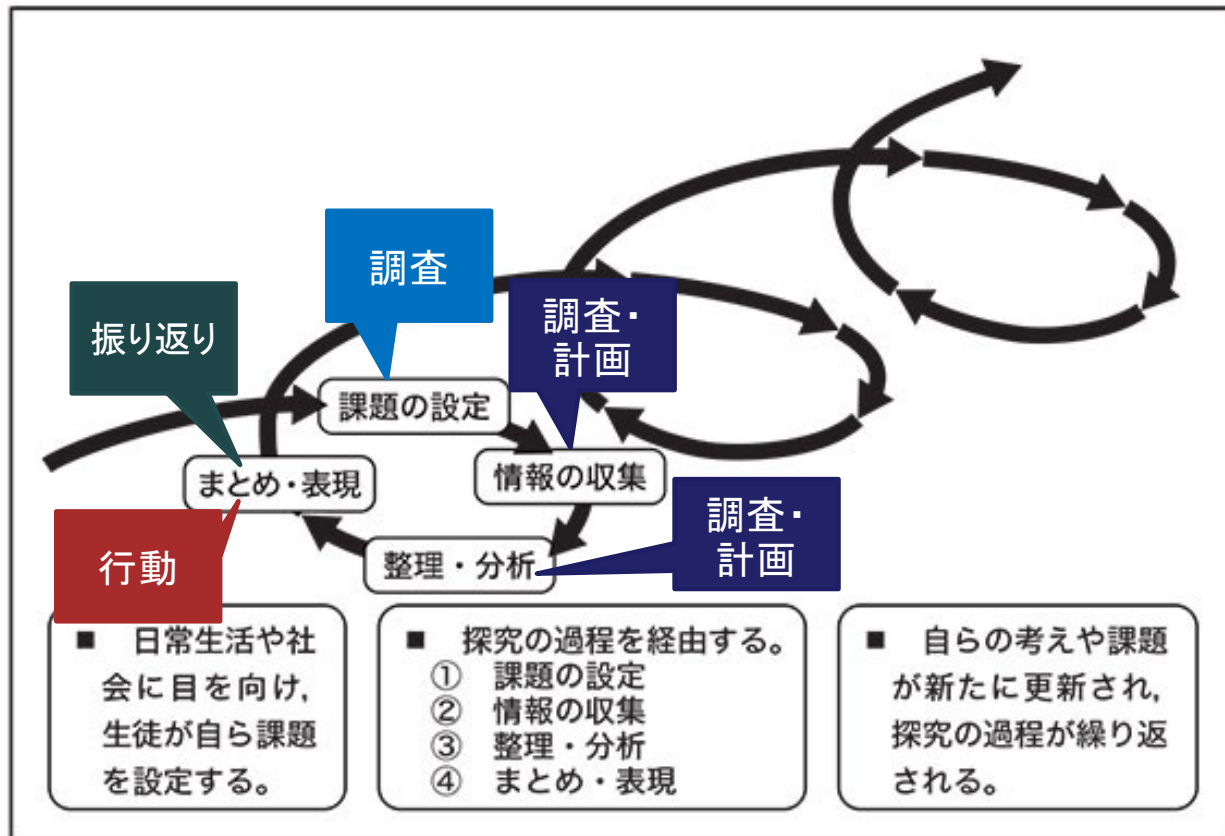 調査
調査・
計画
振り返り
課題の設定
まとめ・表現
情報の収集
調査・
計画
行動
整理・分析
■ 日常生活や社
会に目を向け，
生徒が自ら課題
を設定する。
■ 探究の過程を経由する。
① 課題の設定
② 情報の収集
③ 整理・分析
④ まとめ・表現
■ 自らの考えや課題
が新たに更新され，
探究の過程が繰り返
される。